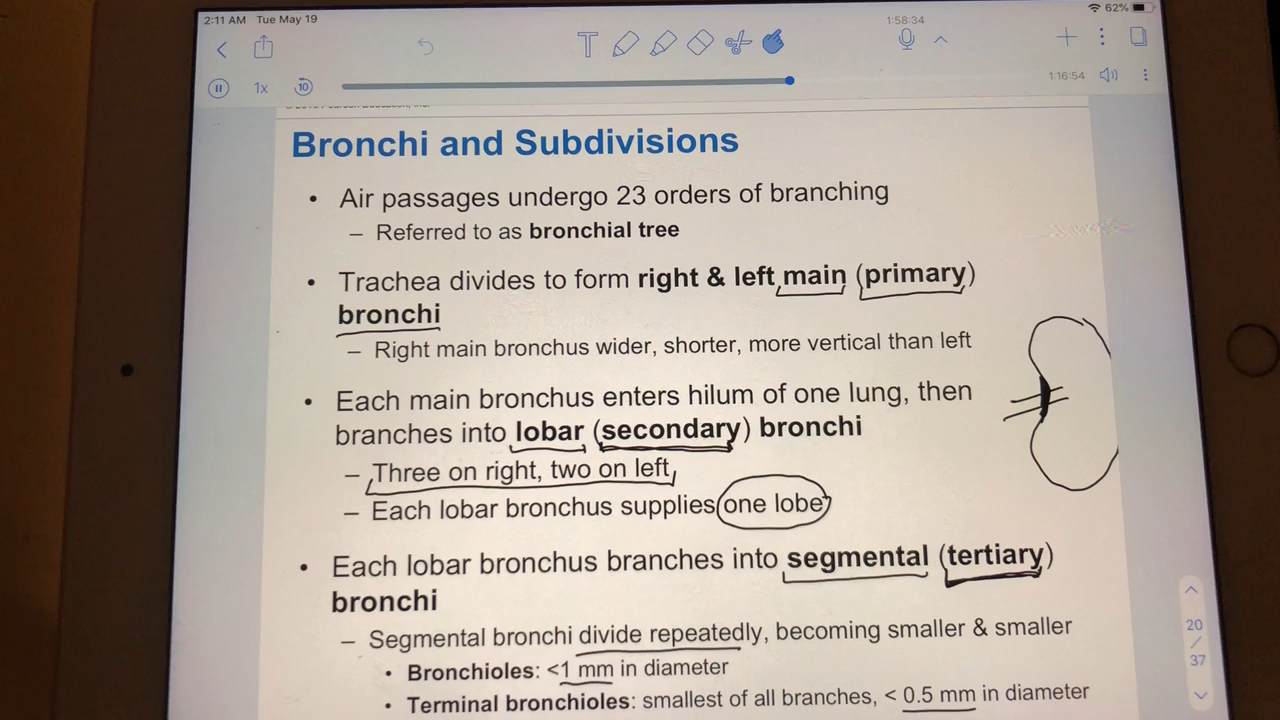 2:11 AM Tue May 19
62%
1:58:34
T
1x
10
1:16:54
Bronchi and Subdivisions
• Air passages undergo 23 orders of branching
– Referred to as bronchial tree
• Trachea divides to form right & left main (primary)
bronchi
– Right main bronchus wider, shorter, more vertical than left
• Each main bronchus enters hilum of one lung, then
branches into lobar (secondary) bronchi
– Three on right, two on left
– Each lobar bronchus supplies one lobe
• Each lobar bronchus branches into segmental (tertiary)
bronchi
– Segmental bronchi divide repeatedly, becoming smaller & smaller
• Bronchioles: <1 mm in diameter
• Terminal bronchioles: smallest of all branches, < 0.5 mm in diameter
20
/
37